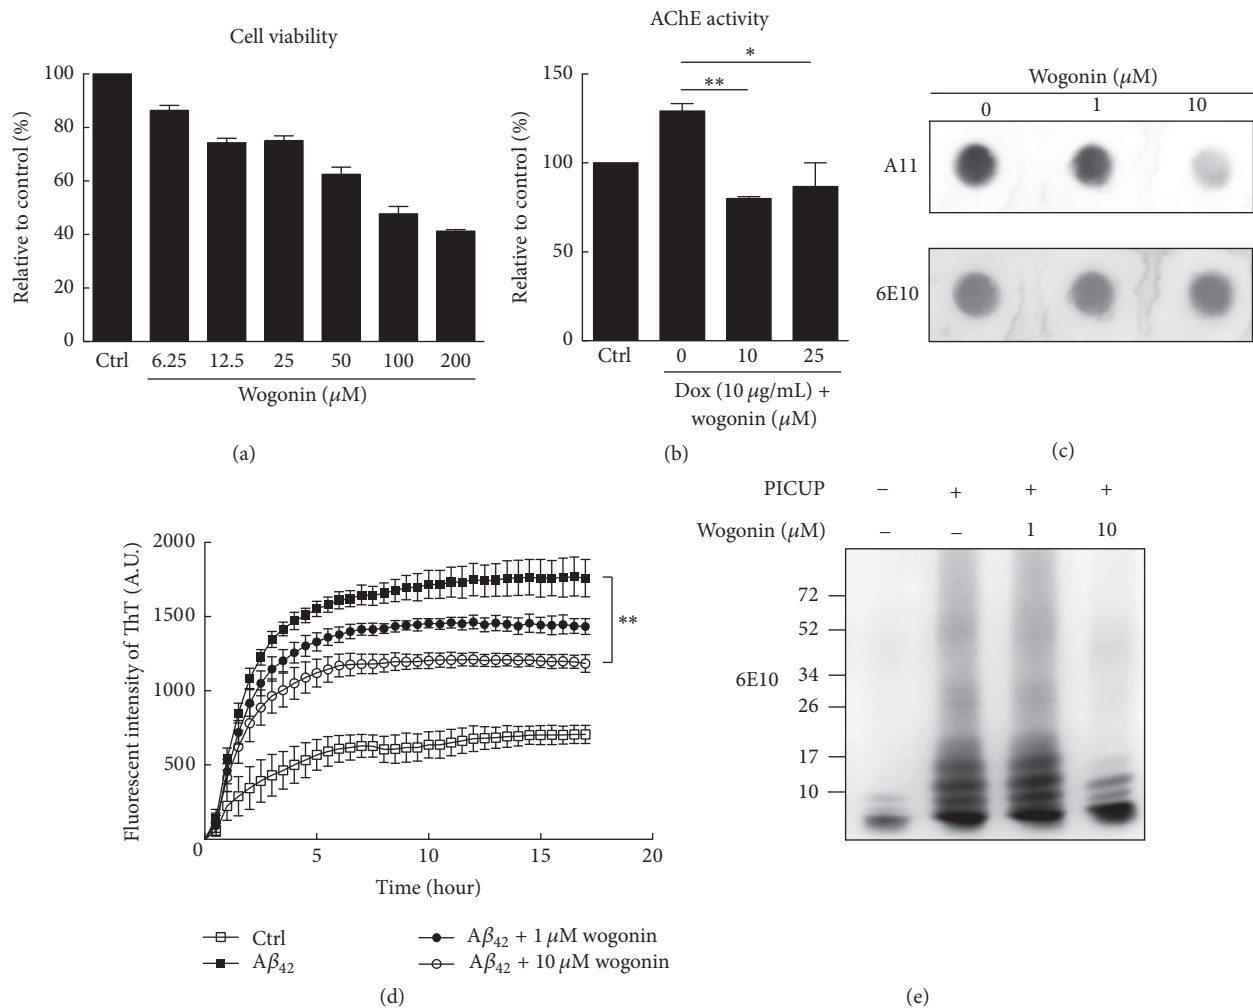 Cell viability
Relative to control (%)
100
80
60
40
20
0
Ctrl 6.25 12.5 25 50 100 200
Wogonin (μM)
(a)
AChE activity
Relative to control (%)
150
100
50
0
* 
**
Ctrl 0 10 25
Dox (10 μg/mL) +
wogonin (μM)
(b)
Wogonin (μM)
0 1 10
A11
6E10
(c)
Fluorescent intensity of ThT (A.U.)
2000
1500
1000
500
0 5 10 15 20
**
Time (hour)
Ctrl
Aβ42
Aβ42 + 1 μM wogonin
Aβ42 + 10 μM wogonin
(d)
PICUP − + + +
Wogonin (μM) − − 1 10
6E10
72
52
34
26
17
10
(e)